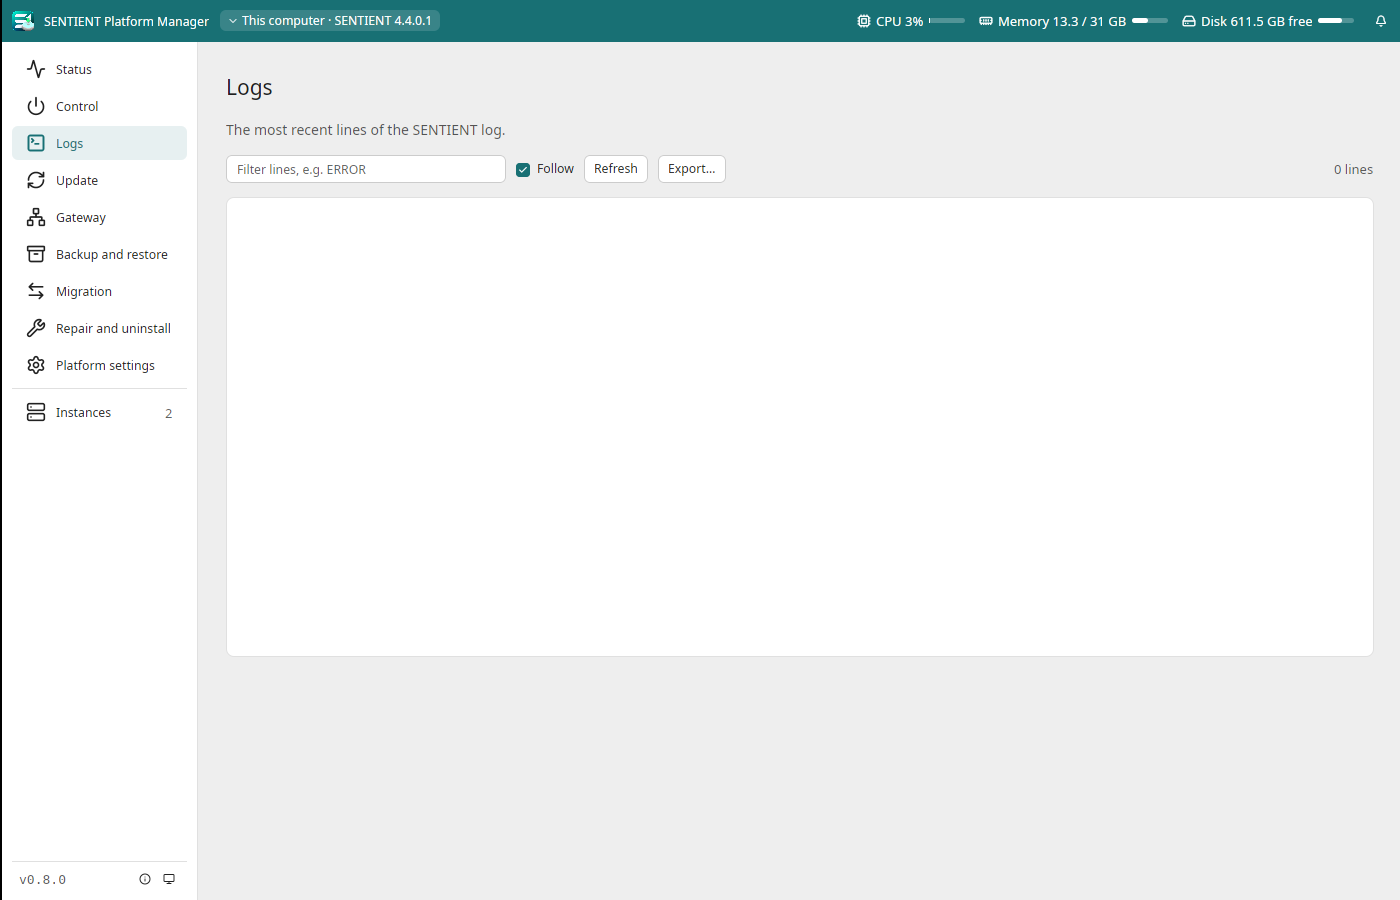 SENTIENT Platform Manager
This computer · SENTIENT 4.4.0.1
CPU 3%
Memory 13.3 / 31 GB
Disk 611.5 GB free
Status
Control
Logs
Update
Gateway
Backup and restore
Migration
Repair and uninstall
Platform settings
Instances 2
v0.8.0
Logs
The most recent lines of the SENTIENT log.
Filter lines, e.g. ERROR
Follow
Refresh
Export...
0 lines